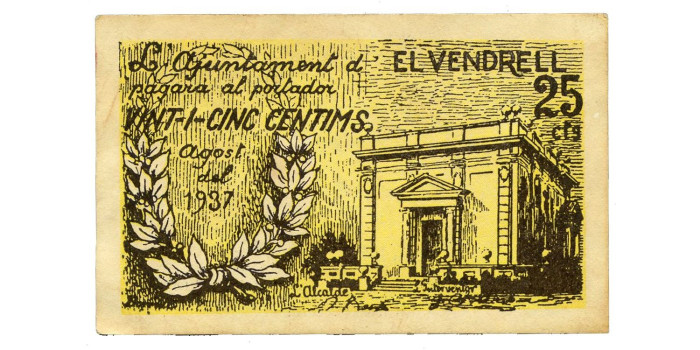 L'Ajuntament d'
EL VENDRELL
pagarà al portador
25
cts
VINT-I-CINC CENTIMS
Agost
del
1937
L'Alcalde
L'Interventor